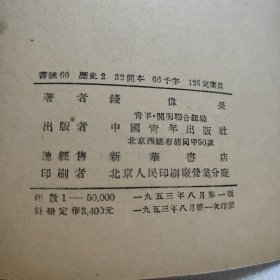 書號66 歷史2 32開本 66千字 126定價頁
著者 錢偉長
青年·開明聯合組織
出版者 中國青年出版社
北京西總布胡同甲50號
總經售 新華書店
印刷者 北京人民印刷廠營業分廠
印數1—50,000 一九五三年八月第一版
特價定價3,400元 一九五三年八月第一次印刷